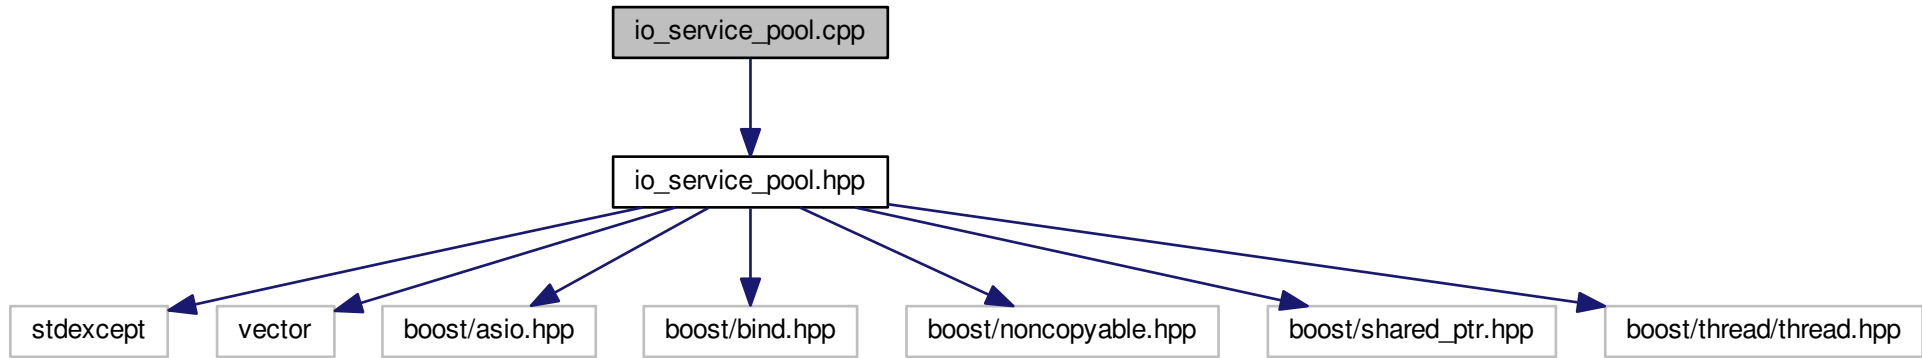 io_service_pool.cpp
io_service_pool.hpp
stdexcept
vector
boost/asio.hpp
boost/bind.hpp
boost/noncopyable.hpp
boost/shared_ptr.hpp
boost/thread/thread.hpp